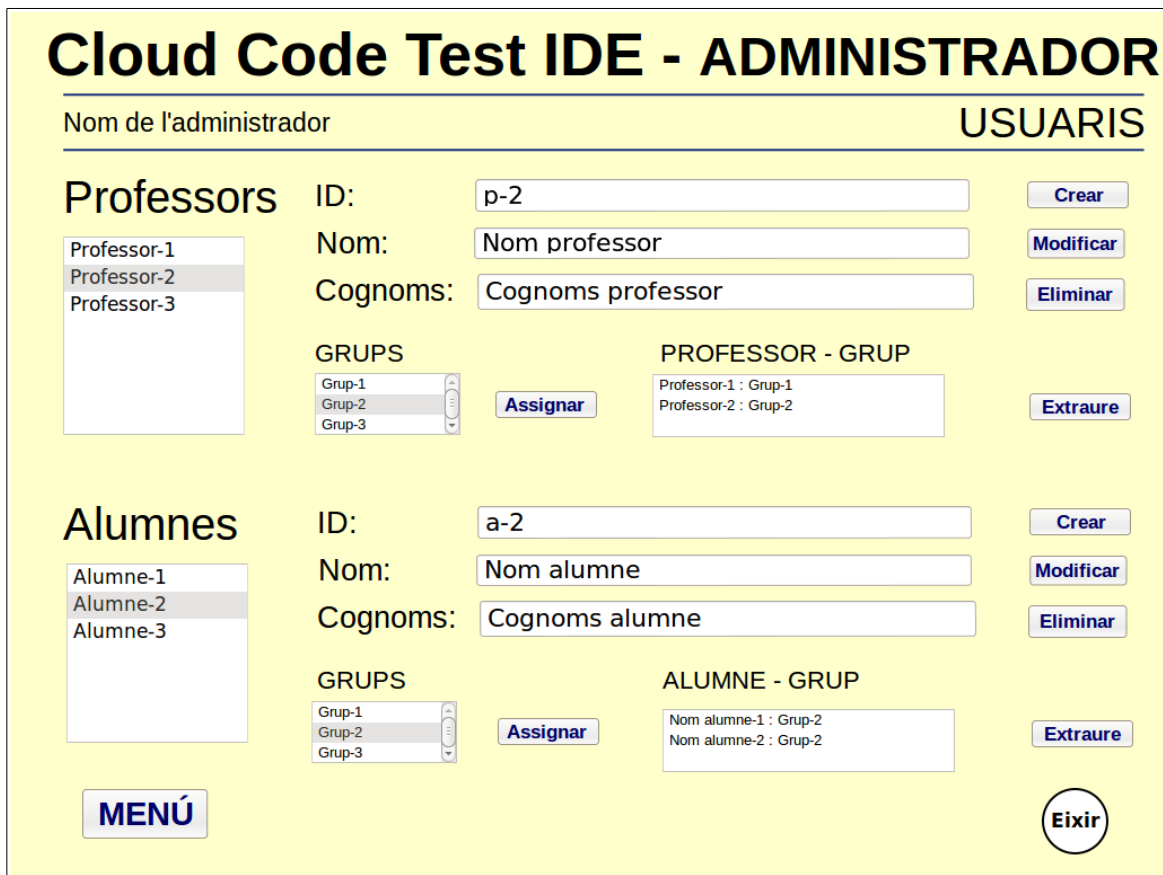 Cloud Code Test IDE - ADMINISTRADOR
Nom de l'administrador
USUARIS
Professors
Professor-1
Professor-2
Professor-3
ID:
p-2
Crear
Nom:
Nom professor
Modificar
Cognoms:
Cognoms professor
Eliminar
GRUPS
Grup-1
Grup-2
Grup-3
Assignar
PROFESSOR - GRUP
Professor-1 : Grup-1
Professor-2 : Grup-2
Extraure
Alumnes
Alumne-1
Alumne-2
Alumne-3
ID:
a-2
Crear
Nom:
Nom alumne
Modificar
Cognoms:
Cognoms alumne
Eliminar
GRUPS
Grup-1
Grup-2
Grup-3
Assignar
ALUMNE - GRUP
Nom alumne-1 : Grup-2
Nom alumne-2 : Grup-2
Extraure
MENÚ
Eixir